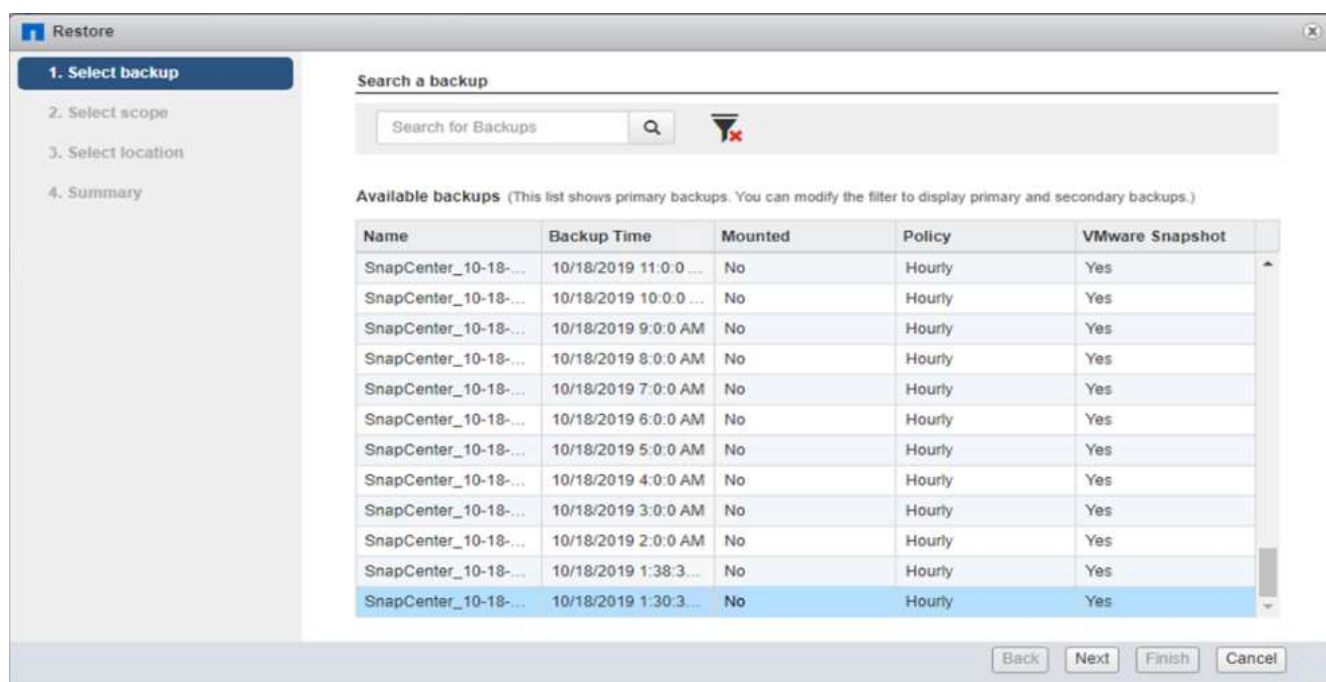 Restore
1. Select backup
2. Select scope
3. Select location
4. Summary
Search a backup
Search for Backups
Available backups (This list shows primary backups. You can modify the filter to display primary and secondary backups.)
Name Backup Time Mounted Policy VMware Snapshot
SnapCenter_10-18-... 10/18/2019 11:0:0 ... No Hourly Yes
SnapCenter_10-18-... 10/18/2019 10:0:0 ... No Hourly Yes
SnapCenter_10-18-... 10/18/2019 9:0:0 AM No Hourly Yes
SnapCenter_10-18-... 10/18/2019 8:0:0 AM No Hourly Yes
SnapCenter_10-18-... 10/18/2019 7:0:0 AM No Hourly Yes
SnapCenter_10-18-... 10/18/2019 6:0:0 AM No Hourly Yes
SnapCenter_10-18-... 10/18/2019 5:0:0 AM No Hourly Yes
SnapCenter_10-18-... 10/18/2019 4:0:0 AM No Hourly Yes
SnapCenter_10-18-... 10/18/2019 3:0:0 AM No Hourly Yes
SnapCenter_10-18-... 10/18/2019 2:0:0 AM No Hourly Yes
SnapCenter_10-18-... 10/18/2019 1:38:3... No Hourly Yes
SnapCenter_10-18-... 10/18/2019 1:30:3... No Hourly Yes
Back Next Finish Cancel